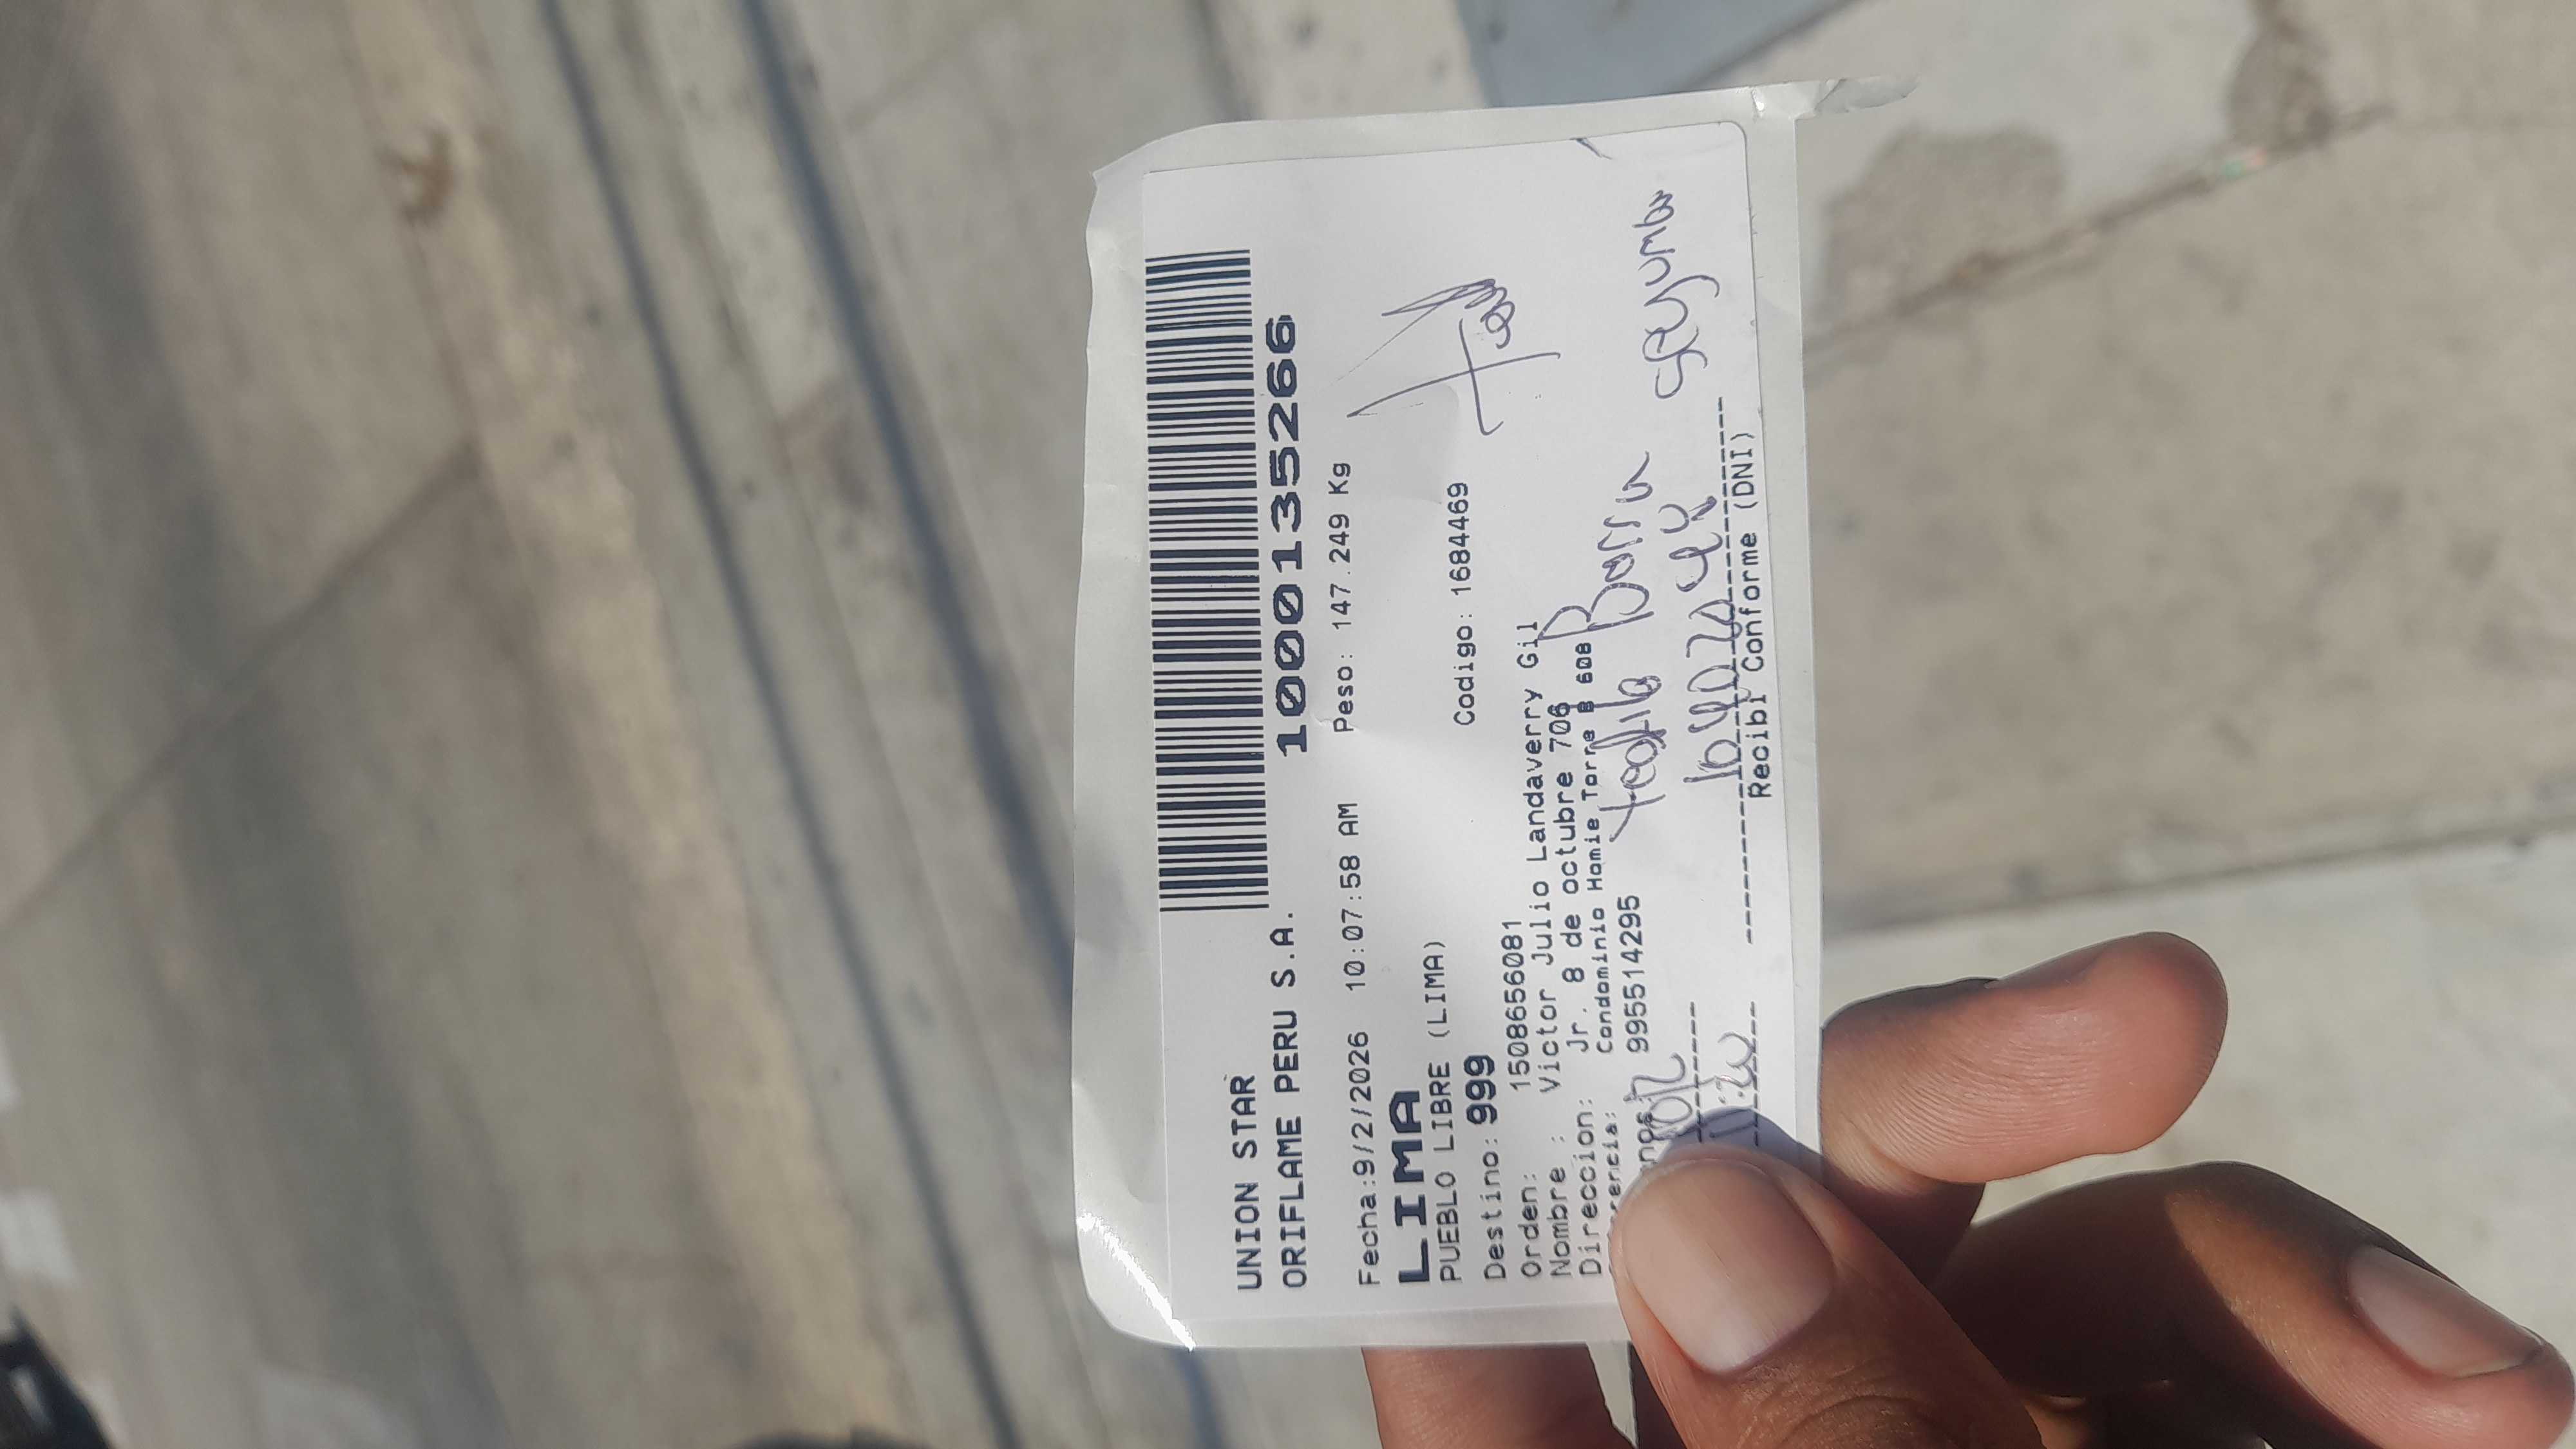 UNION STAR
ORIFLAME PERU S.A.
1000135266
Fecha:9/2/2026 10:07:58 AM Peso: 147.249 Kg
LIMA
PUEBLO LIBRE (LIMA)
Destino: 999 Codigo: 1684469
Orden: 1508656081
Nombre : Victor Julio Landaverry Gil
Direccion: Jr. 8 de octubre 706
Condominio Hamie Torre B 608
995514295
Recibi Conforme (DNI)